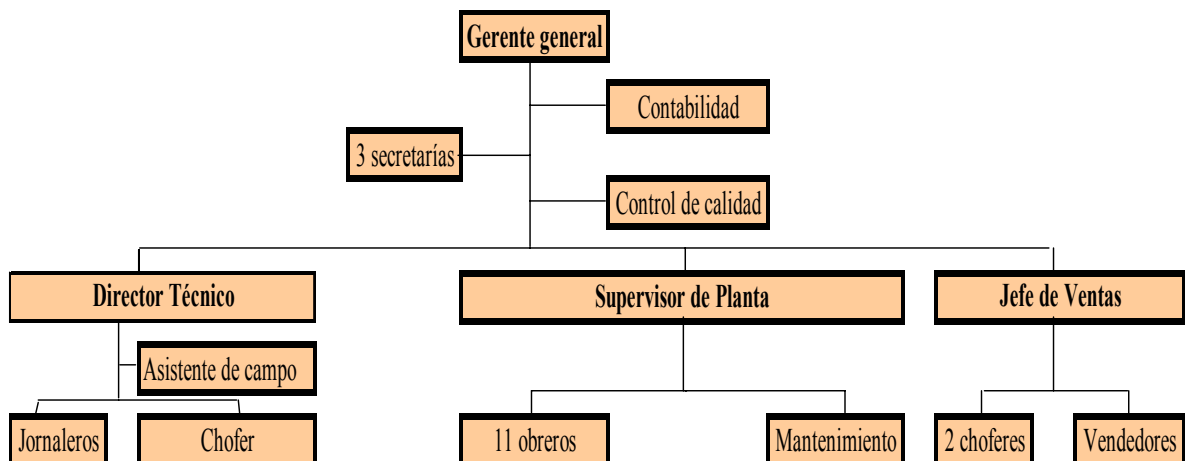 Gerente general
Contabilidad
3 secretarías
Control de calidad
Director Técnico
Supervisor de Planta
Jefe de Ventas
Asistente de campo
Jornaleros
Chofer
11 obreros
Mantenimiento
2 choferes
Vendedores